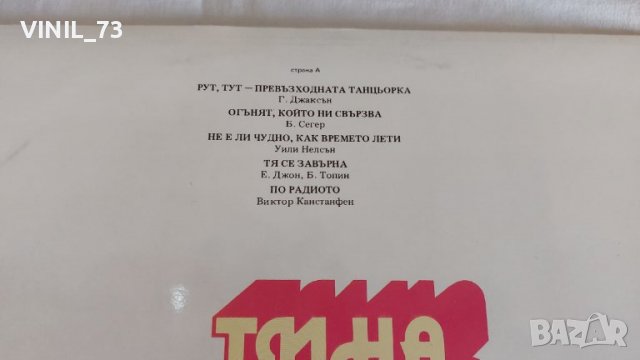 VINIL_73
страна А
РУТ, ТУТ — ПРЕВЪЗХОДНАТА ТАНЦЬОРКА
Г. Джаксън
ОГЪНЯТ, КОЙТО НИ СВЪРЗВА
Б. Сегер
НЕ Е ЛИ ЧУДНО, КАК ВРЕМЕТО ЛЕТИ
Уили Нелсън
ТЯ СЕ ЗАВЪРНА
Е. Джон, Б. Топин
ПО РАДИОТО
Виктор Канстанфен
ТИНА
BAZAR